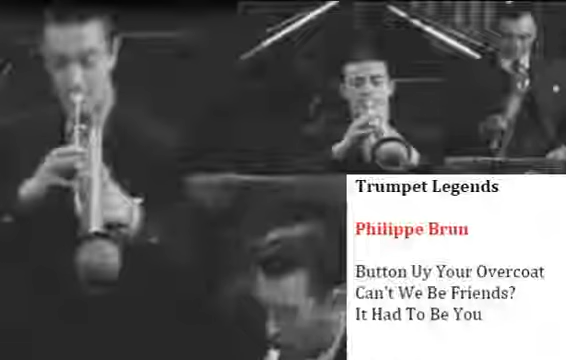 Trumpet Legends
Philippe Brun
Button Uy Your Overcoat
Can't We Be Friends?
It Had To Be You